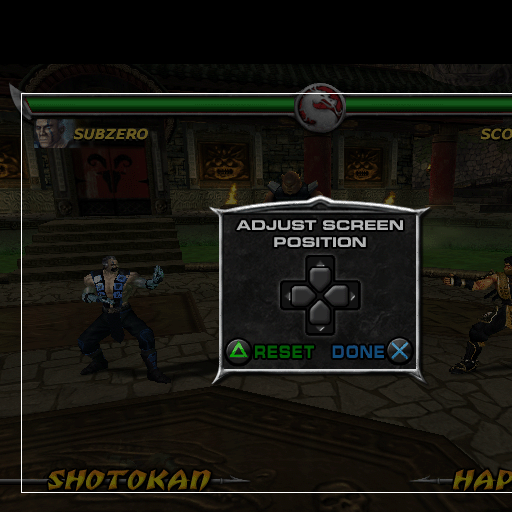 SUBZERO
SCO
ADJUST SCREEN
POSITION
RESET DONE
SHOTOKAN
HAP